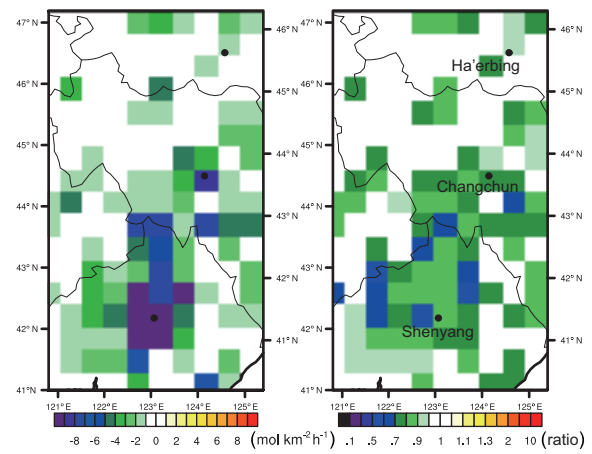 47° N
46° N
45° N
44° N
43° N
42° N
41° N
46° N
45° N
44° N
43° N
42° N
41° N
121° E
122° E
123° E
124° E
125° E
-8 -6 -4 -2 0 2 4 6 8 (mol km⁻² h⁻¹)
47° N
46° N
45° N
44° N
43° N
42° N
41° N
46° N
45° N
44° N
43° N
42° N
41° N
Ha'erbing
Changchun
Shenyang
121° E
122° E
123° E
124° E
125° E
.1 .5 .7 .9 1 1.1 1.3 2 10 (ratio)